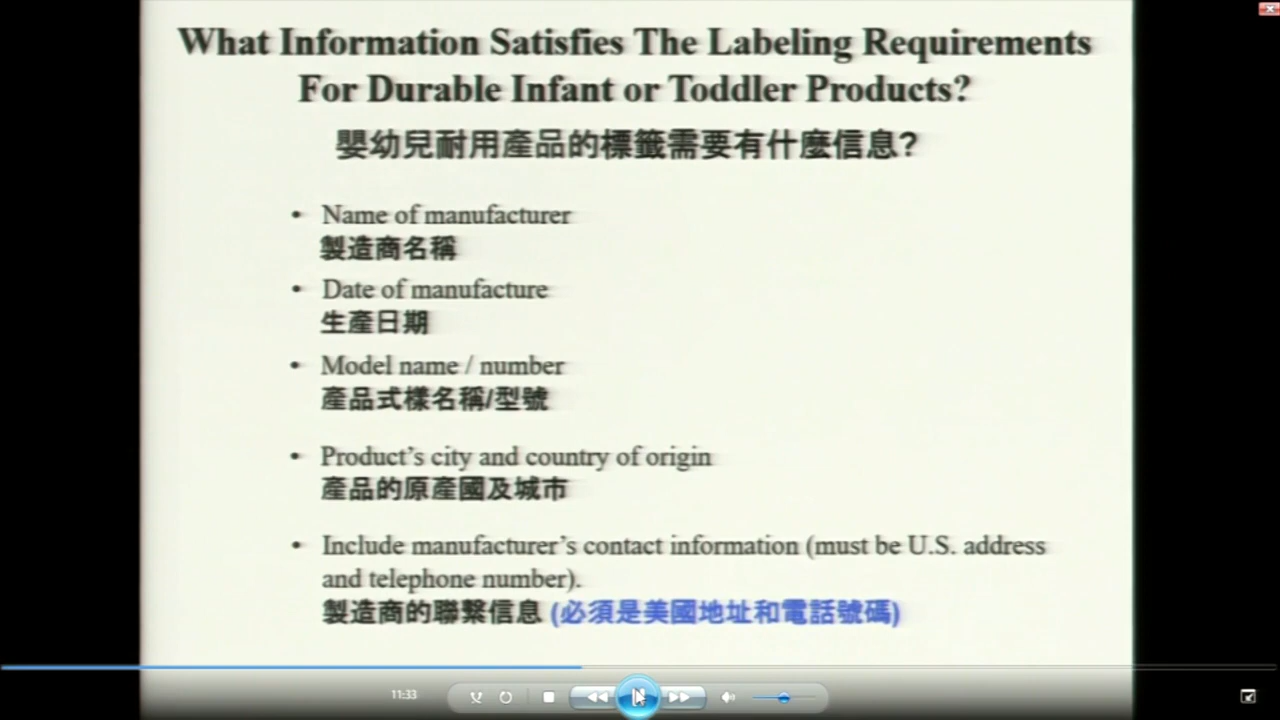 What Information Satisfies The Labeling Requirements
For Durable Infant or Toddler Products?
嬰幼兒耐用產品的標籤需要有什麼信息?
• Name of manufacturer
製造商名稱
• Date of manufacture
生產日期
• Model name / number
產品式樣名稱/型號
• Product’s city and country of origin
產品的原產國及城市
• Include manufacturer’s contact information (must be U.S. address
and telephone number).
製造商的聯繫信息 (必須是美國地址和電話號碼)
11:33